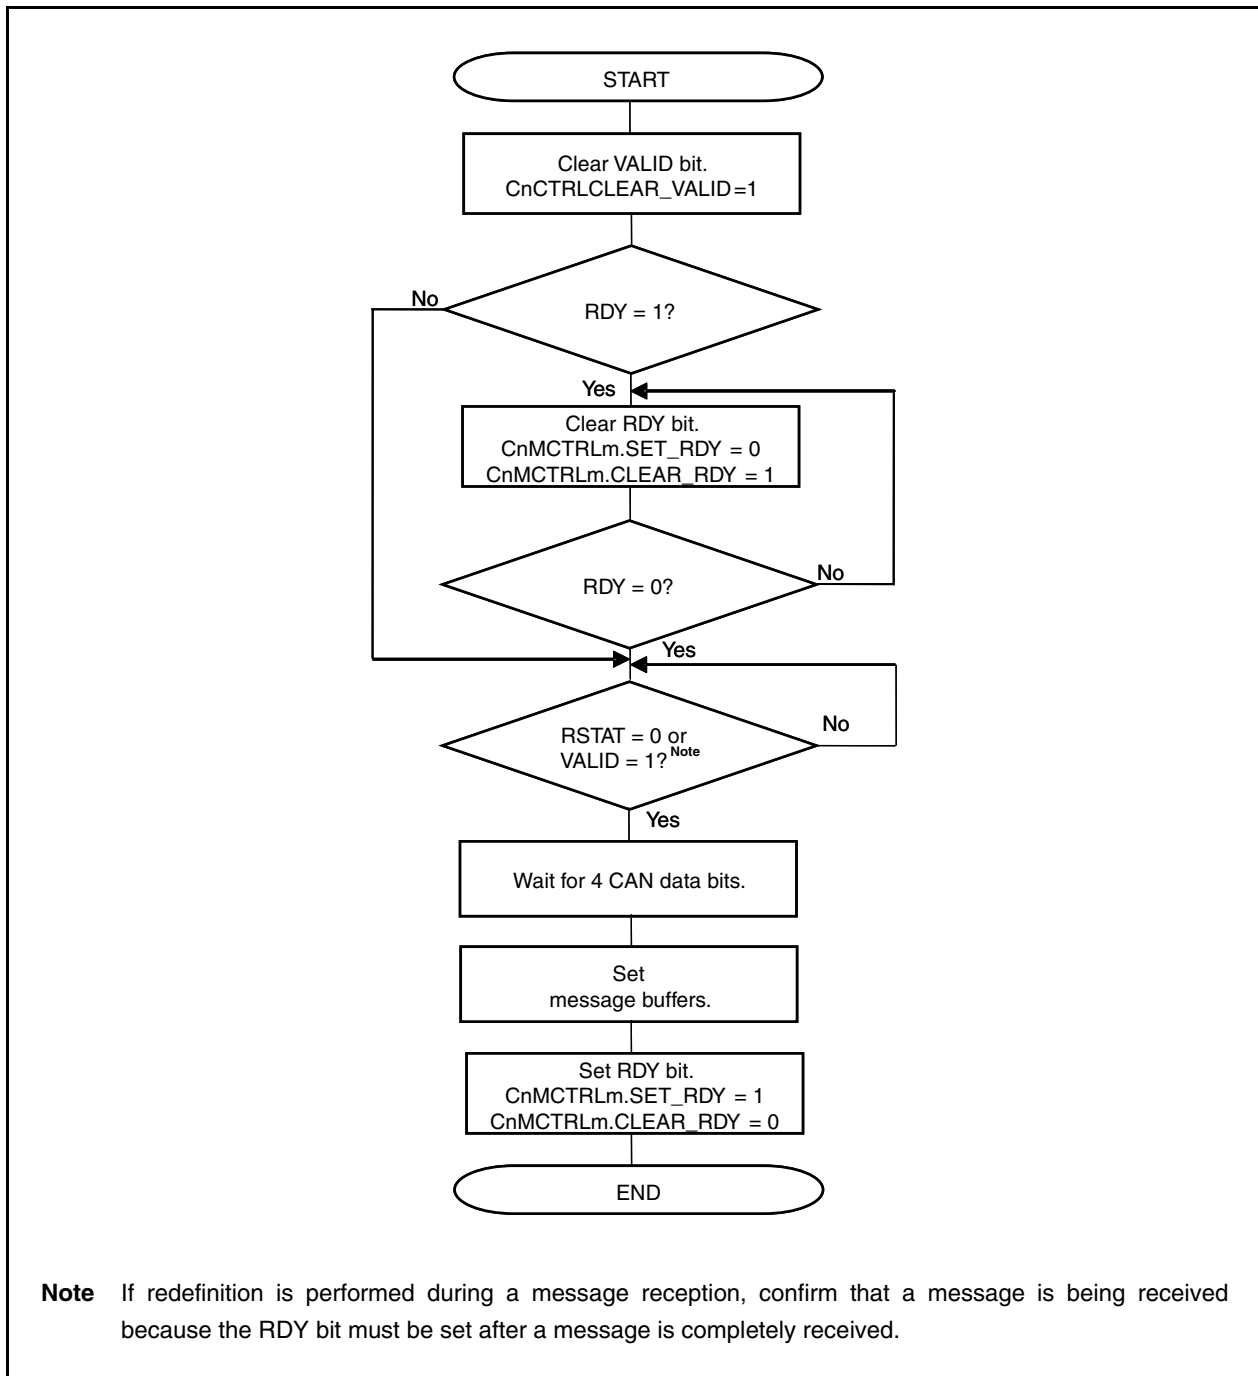 START
Clear VALID bit.
CnCTRLCLEAR_VALID=1
No
RDY = 1?
Yes
Clear RDY bit.
CnMCTRLm.SET_RDY = 0
CnMCTRLm.CLEAR_RDY = 1
RDY = 0?
No
Yes
RSTAT = 0 or
VALID = 1? Note
No
Yes
Wait for 4 CAN data bits.
Set
message buffers.
Set RDY bit.
CnMCTRLm.SET_RDY = 1
CnMCTRLm.CLEAR_RDY = 0
END
Note If redefinition is performed during a message reception, confirm that a message is being received
because the RDY bit must be set after a message is completely received.